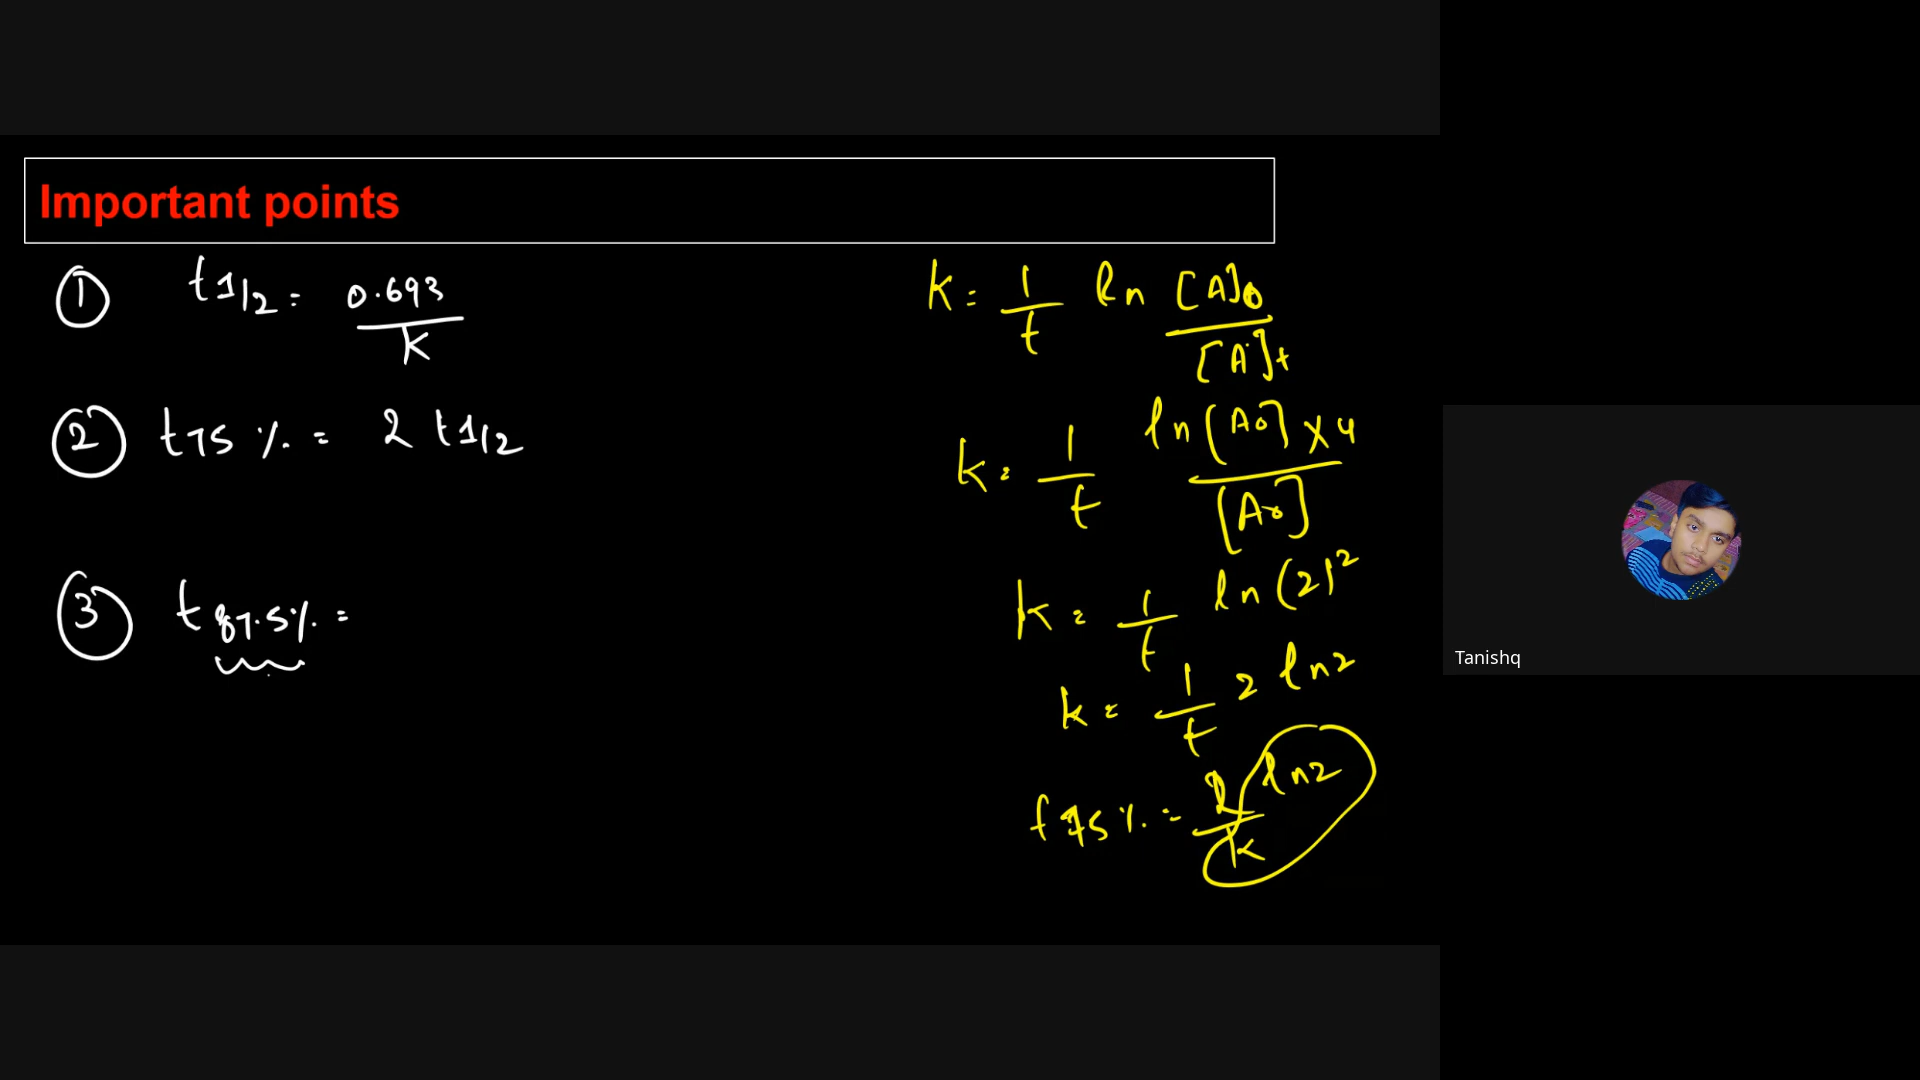 Important points
① t1/2 = 0.693/K
② t75 % = 2 t1/2
③ t87.5% =
K = 1/t ln [A]0/[A]t
k = 1/t ln[A0] x 4/[A0]
K = 1/t ln(2)^2
k = 1/t 2 ln2
t75 % = 2 ln2/k
Tanishq